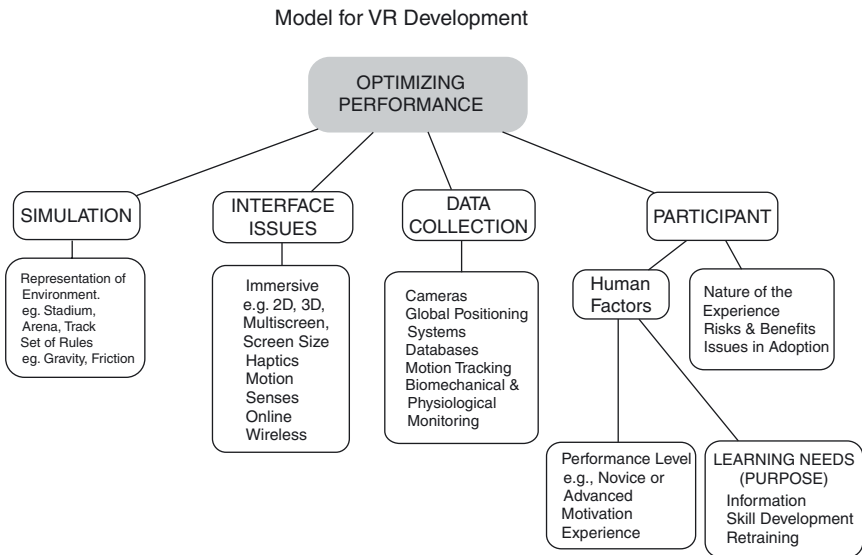 Model for VR Development
OPTIMIZING
PERFORMANCE
SIMULATION
Representation of
Environment.
eg. Stadium,
Arena, Track
Set of Rules
eg. Gravity, Friction
INTERFACE
ISSUES
Immersive
e.g. 2D, 3D,
Multiscreen,
Screen Size
Haptics
Motion
Senses
Online
Wireless
DATA
COLLECTION
Cameras
Global Positioning
Systems
Databases
Motion Tracking
Biomechanical &
Physiological
Monitoring
PARTICIPANT
Human
Factors
Nature of the
Experience
Risks & Benefits
Issues in Adoption
Performance Level
e.g., Novice or
Advanced
Motivation
Experience
LEARNING NEEDS
(PURPOSE)
Information
Skill Development
Retraining